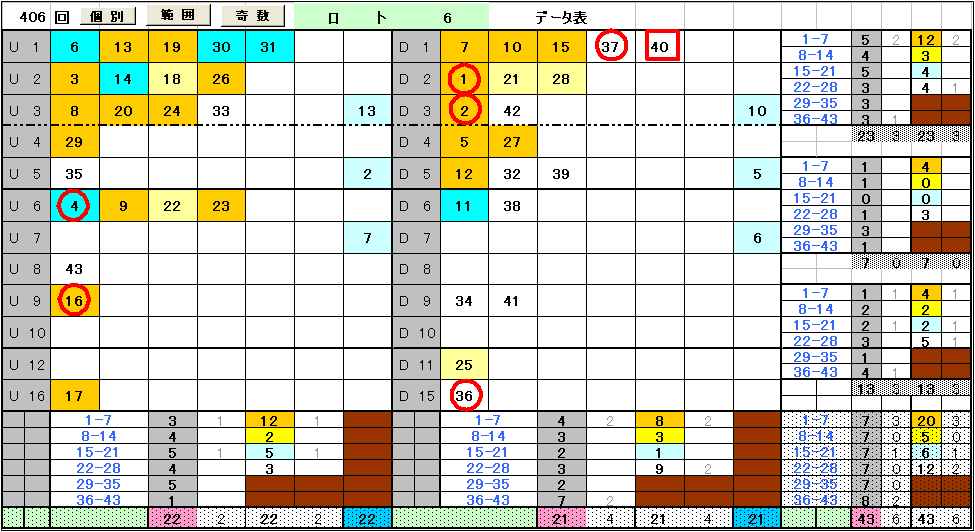 406 回 個別 範囲 奇数 ロ ト 6 データ表
U 1 6 13 19 30 31 D 1 7 10 15 37 40 1-7 5 2 12 2
8-14 4 3
U 2 3 14 18 26 D 2 1 21 28 15-21 5 4
22-28 3 4 1
U 3 8 20 24 33 13 D 3 2 42 10 29-35 3
36-43 3 1
U 4 29 D 4 5 27 23 3 23 3
U 5 35 2 D 5 12 32 39 5 1-7 1 4
8-14 1 0
U 6 4 9 22 23 D 6 11 38 15-21 0 0
22-28 1 3
U 7 7 D 7 6 29-35 3
36-43 1
U 8 43 D 8 7 0 7 0
U 9 16 D 9 34 41 1-7 1 1 4 1
8-14 2 2
U 10 D 10 15-21 2 1 2 1
22-28 3 5 1
U 12 D 11 25 29-35 1
36-43 4 1
U 16 17 D 15 36 13 3 13 3
1-7 3 1 12 1 1-7 4 2 8 2 1-7 7 3 20 3
8-14 4 2 8-14 3 3 8-14 7 0 5 0
15-21 5 1 5 1 15-21 2 1 15-21 7 1 6 1
22-28 4 3 22-28 3 9 2 22-28 7 0 12 2
29-35 5 29-35 2 29-35 7 0
36-43 1 36-43 7 2 36-43 8 2
22 2 22 2 22 21 4 21 4 21 43 6 43 6